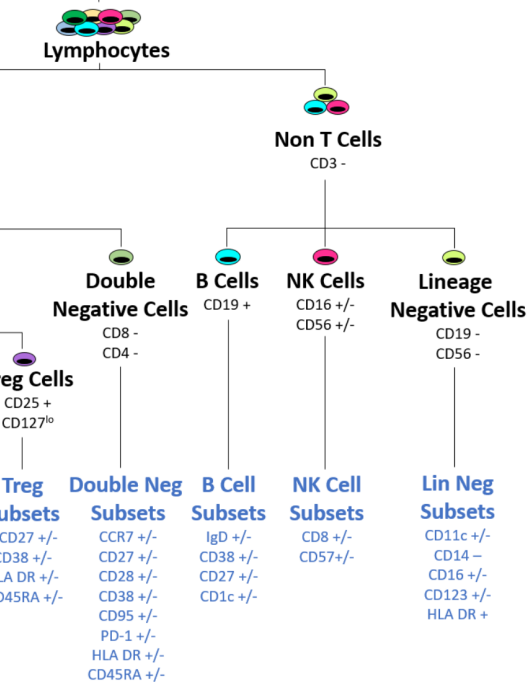 Lymphocytes
Non T Cells
CD3 -
Double
Negative Cells
CD8 -
CD4 -
B Cells
CD19 +
NK Cells
CD16 +/-
CD56 +/-
Lineage
Negative Cells
CD19 -
CD56 -
reg Cells
CD25 +
CD127lo
Treg
ubsets
CD27 +/-
CD38 +/-
LA DR +/-
D45RA +/-
Double Neg
Subsets
CCR7 +/-
CD27 +/-
CD28 +/-
CD38 +/-
CD95 +/-
PD-1 +/-
HLA DR +/-
CD45RA +/-
B Cell
Subsets
IgD +/-
CD38 +/-
CD27 +/-
CD1c +/-
NK Cell
Subsets
CD8 +/-
CD57+/-
Lin Neg
Subsets
CD11c +/-
CD14 –
CD16 +/-
CD123 +/-
HLA DR +